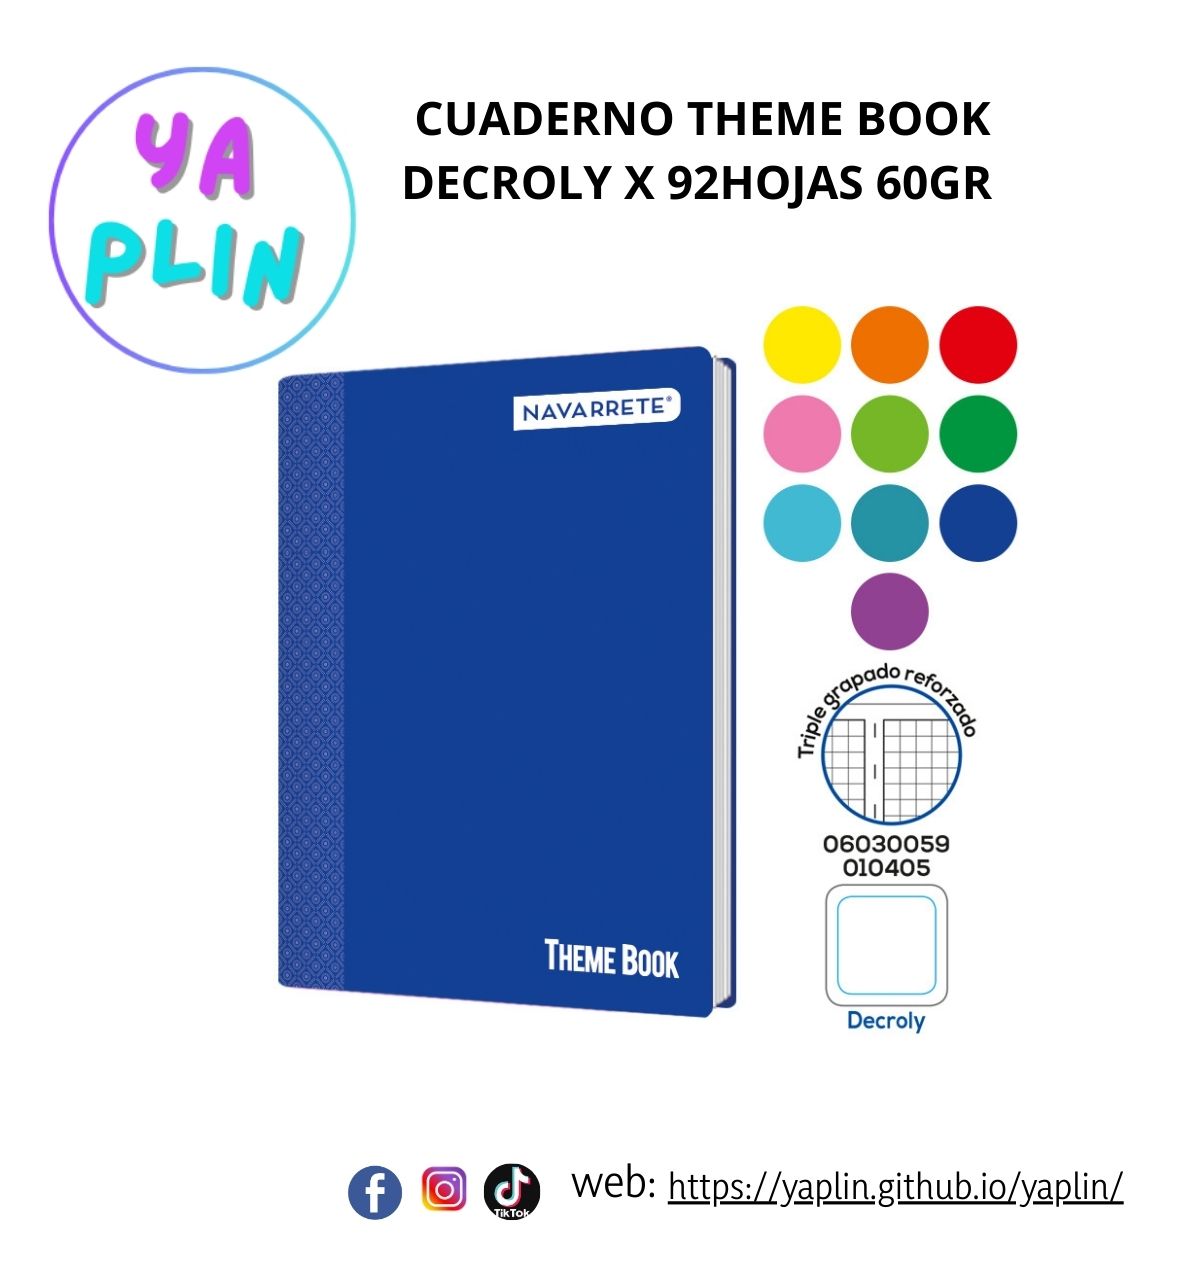 YA
PLIN
CUADERNO THEME BOOK
DECROLY X 92HOJAS 60GR
NAVARRETE®
THEME BOOK
Triple grapado reforzado
06030059
010405
Decroly
TikTok
web: https://yaplin.github.io/yaplin/